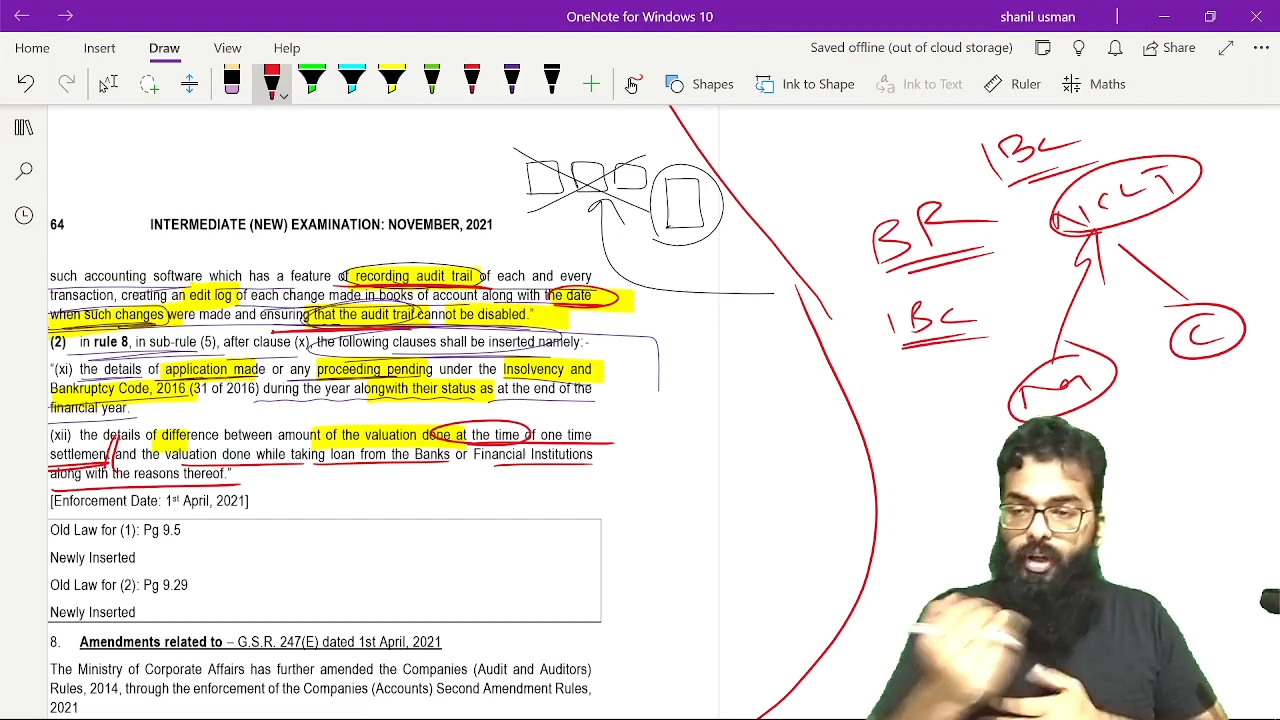 OneNote for Windows 10
shanil usman
Home Insert Draw View Help
Saved offline (out of cloud storage)
Share
Shapes
Ink to Shape
Ink to Text
Ruler
Maths
64 INTERMEDIATE (NEW) EXAMINATION: NOVEMBER, 2021
such accounting software which has a feature of recording audit trail of each and every
transaction, creating an edit log of each change made in books of account along with the date
when such changes were made and ensuring that the audit trail cannot be disabled.”
(2) in rule 8, in sub-rule (5), after clause (x), the following clauses shall be inserted namely:-
“(xi) the details of application made or any proceeding pending under the Insolvency and
Bankruptcy Code, 2016 (31 of 2016) during the year alongwith their status as at the end of the
financial year.
(xii) the details of difference between amount of the valuation done at the time of one time
settlement and the valuation done while taking loan from the Banks or Financial Institutions
along with the reasons thereof.”
[Enforcement Date: 1st April, 2021]
Old Law for (1): Pg 9.5
Newly Inserted
Old Law for (2): Pg 9.29
Newly Inserted
8. Amendments related to – G.S.R. 247(E) dated 1st April, 2021
The Ministry of Corporate Affairs has further amended the Companies (Audit and Auditors)
Rules, 2014, through the enforcement of the Companies (Accounts) Second Amendment Rules,
2021
IBC
NCLT
BR
IBC
C